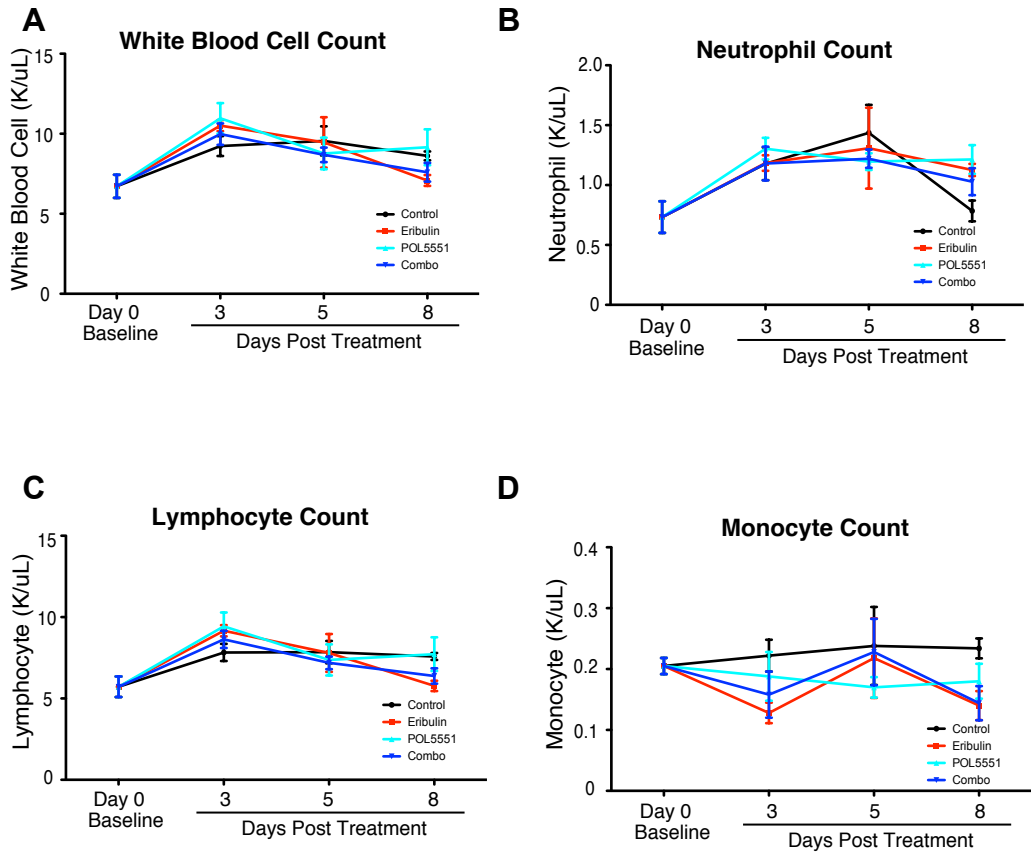 A
White Blood Cell Count
White Blood Cell (K/uL)
15
10
5
0
Control
Eribulin
POL5551
Combo
Day 0
Baseline
3
5
8
Days Post Treatment
B
Neutrophil Count
Neutrophil (K/uL)
2.0
1.5
1.0
0.5
0
Control
Eribulin
POL5551
Combo
Day 0
Baseline
3
5
8
Days Post Treatment
C
Lymphocyte Count
Lymphocyte (K/uL)
15
10
5
0
Control
Eribulin
POL5551
Combo
Day 0
Baseline
3
5
8
Days Post Treatment
D
Monocyte Count
Monocyte (K/uL)
0.4
0.3
0.2
0.1
0
Control
Eribulin
POL5551
Combo
Day 0
Baseline
3
5
8
Days Post Treatment